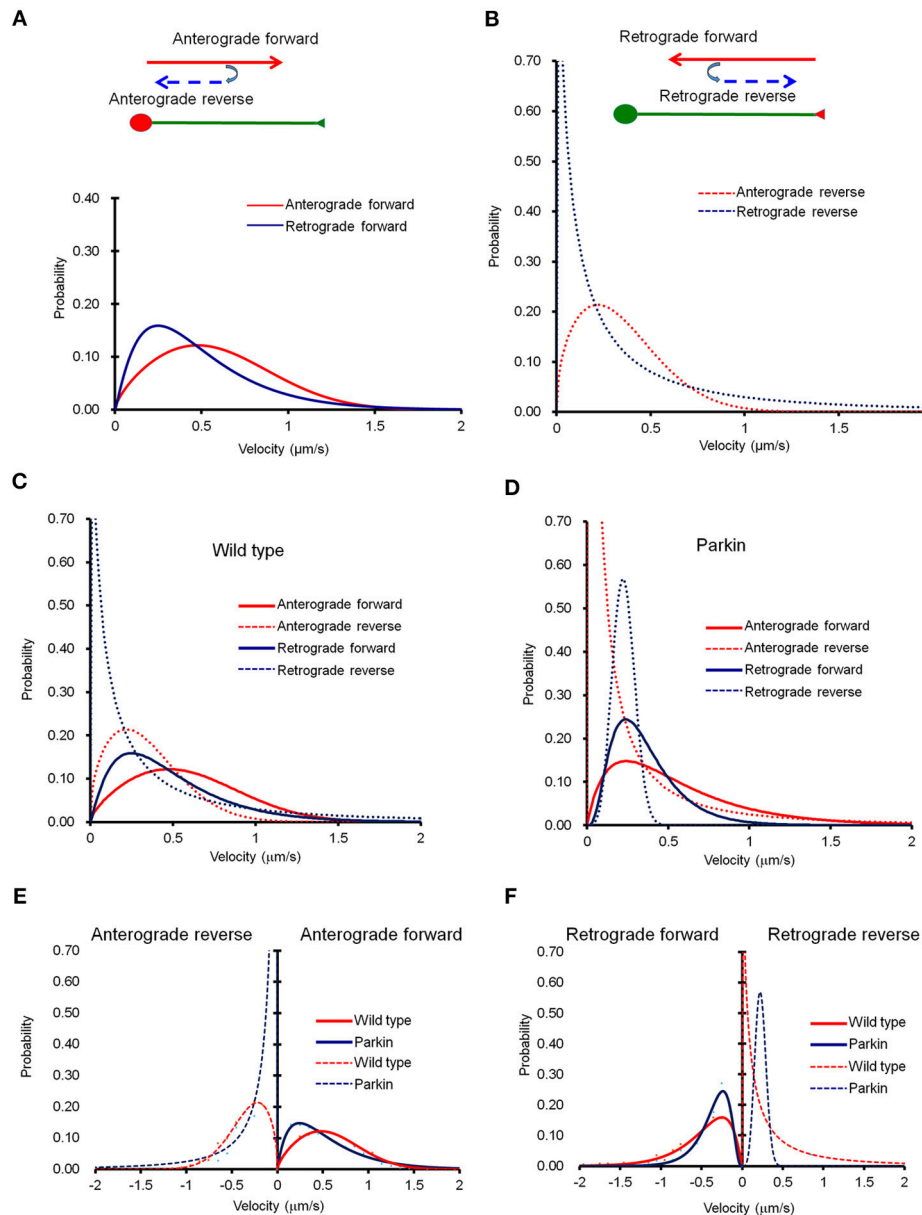 A
Anterograde forward
Anterograde reverse
0.40
0.30
0.20
0.10
0.00
Probability
Anterograde forward
Retrograde forward
0
0.5
1
1.5
2
Velocity (μm/s)
B
Retrograde forward
Retrograde reverse
0.70
0.60
0.50
0.40
0.30
0.20
0.10
0.00
Probability
Anterograde reverse
Retrograde reverse
0
0.5
1
1.5
Velocity (μm/s)
C
Wild type
0.70
0.60
0.50
0.40
0.30
0.20
0.10
0.00
Probability
Anterograde forward
Anterograde reverse
Retrograde forward
Retrograde reverse
0
0.5
1
1.5
2
Velocity (μm/s)
D
Parkin
0.70
0.60
0.50
0.40
0.30
0.20
0.10
0.00
Probability
Anterograde forward
Anterograde reverse
Retrograde forward
Retrograde reverse
0
0.5
1
1.5
2
Velocity (μm/s)
E
Anterograde reverse
Anterograde forward
0.70
0.60
0.50
0.40
0.30
0.20
0.10
0.00
Probability
Wild type
Parkin
Wild type
Parkin
-2
-1.5
-1
-0.5
0
0.5
1
1.5
2
Velocity (μm/s)
F
Retrograde forward
Retrograde reverse
0.70
0.60
0.50
0.40
0.30
0.20
0.10
0.00
Probability
Wild type
Parkin
Wild type
Parkin
-2
-1.5
-1
-0.5
0
0.5
1
1.5
2
Velocity (μm/s)